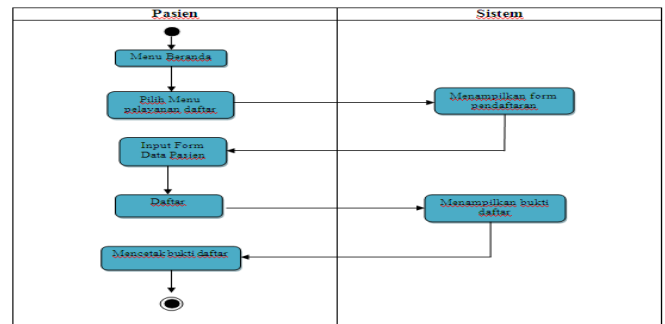 Pasien
Sistem
Menu Beranda
Pilih Menu
pelayanan daftar
Menampilkan form
pendaftaran
Input Form
Data Pasien
Daftar
Menampilkan bukti
daftar
Mencetak bukti daftar